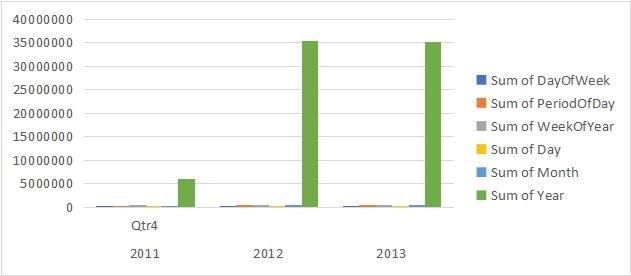 40000000
35000000
30000000
25000000
20000000
15000000
10000000
5000000
0
Qtr4
2011 2012 2013
Sum of DayOfWeek
Sum of PeriodOfDay
Sum of WeekOfYear
Sum of Day
Sum of Month
Sum of Year